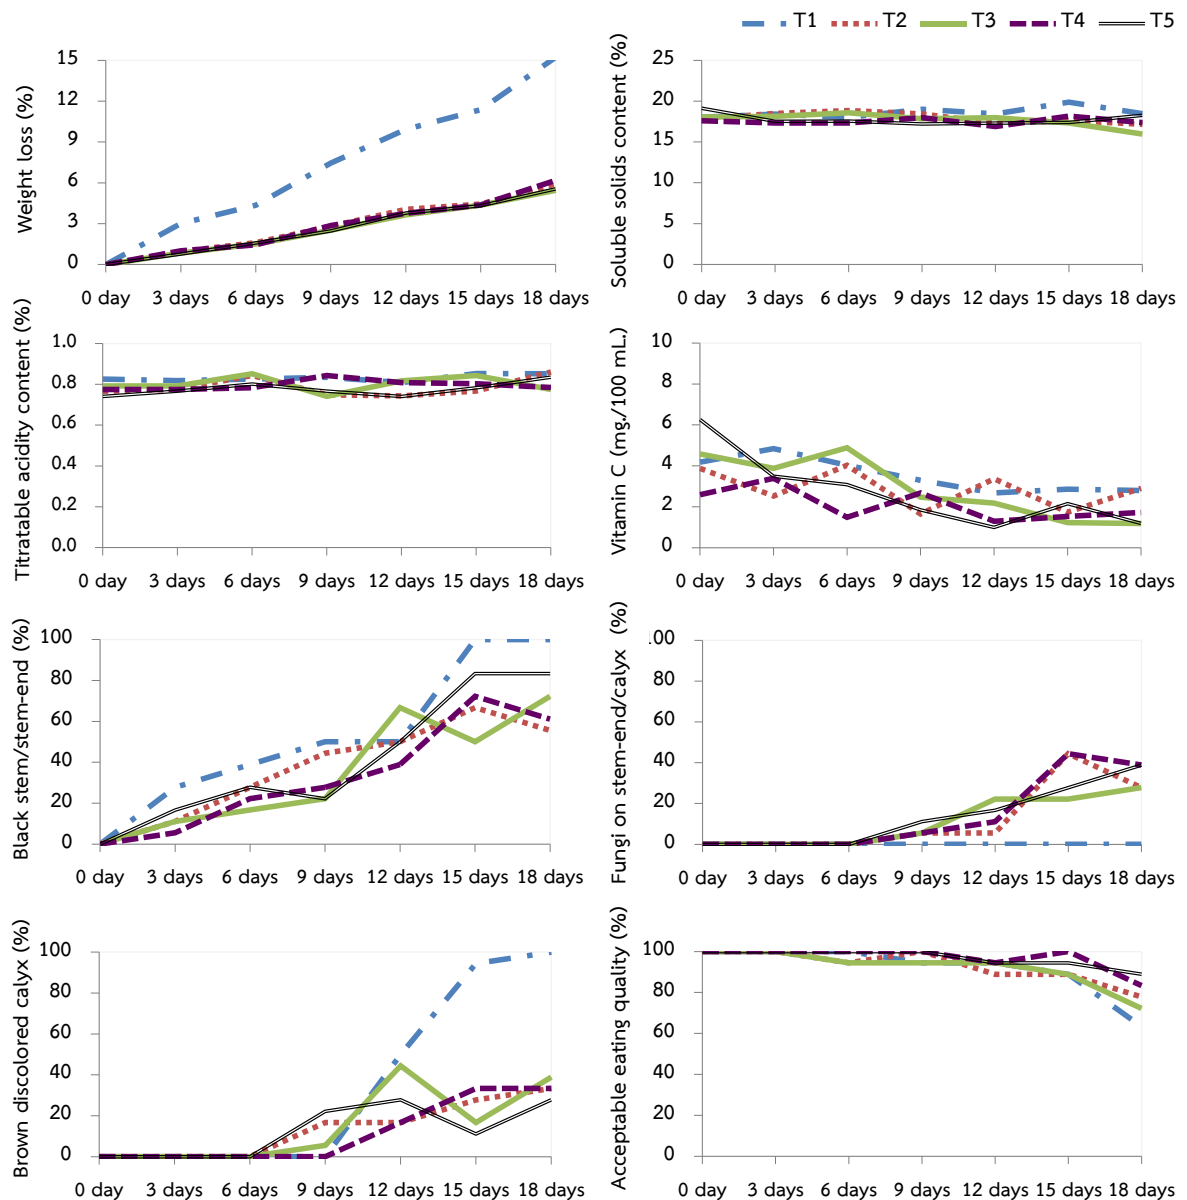 T1 T2 T3 T4 T5
Weight loss (%)
15
12
9
6
3
0
0 day 3 days 6 days 9 days 12 days 15 days 18 days
Soluble solids content (%)
25
20
15
10
5
0
0 day 3 days 6 days 9 days 12 days 15 days 18 days
Titratable acidity content (%)
1.0
0.8
0.6
0.4
0.2
0.0
0 day 3 days 6 days 9 days 12 days 15 days 18 days
Vitamin C (mg./100 mL.)
10
8
6
4
2
0
0 day 3 days 6 days 9 days 12 days 15 days 18 days
Black stem/stem-end (%)
100
80
60
40
20
0
0 day 3 days 6 days 9 days 12 days 15 days 18 days
Fungi on stem-end/calyx (%)
100
80
60
40
20
0
0 day 3 days 6 days 9 days 12 days 15 days 18 days
Brown discolored calyx (%)
100
80
60
40
20
0
0 day 3 days 6 days 9 days 12 days 15 days 18 days
Acceptable eating quality (%)
100
80
60
40
20
0
0 day 3 days 6 days 9 days 12 days 15 days 18 days